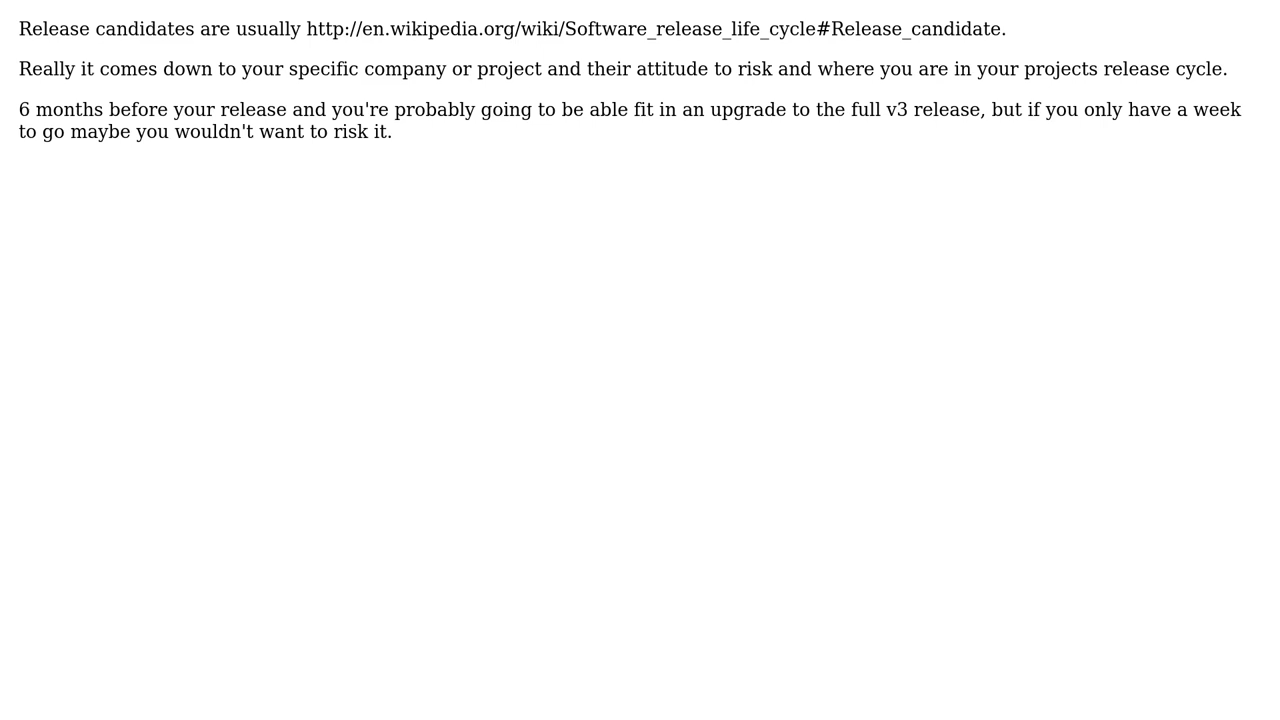 Release candidates are usually http://en.wikipedia.org/wiki/Software_release_life_cycle#Release_candidate.
Really it comes down to your specific company or project and their attitude to risk and where you are in your projects release cycle.
6 months before your release and you're probably going to be able fit in an upgrade to the full v3 release, but if you only have a week
to go maybe you wouldn't want to risk it.